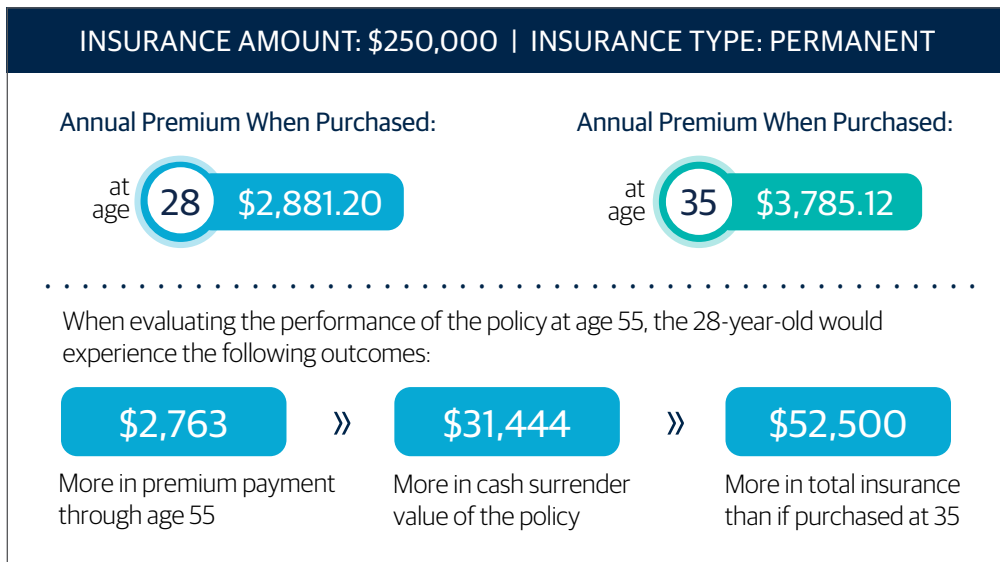 INSURANCE AMOUNT: $250,000 | INSURANCE TYPE: PERMANENT
Annual Premium When Purchased:
at
age
28
$2,881.20
Annual Premium When Purchased:
at
age
35
$3,785.12
When evaluating the performance of the policy at age 55, the 28-year-old would
experience the following outcomes:
$2,763
More in premium payment
through age 55
»
$31,444
More in cash surrender
value of the policy
»
$52,500
More in total insurance
than if purchased at 35